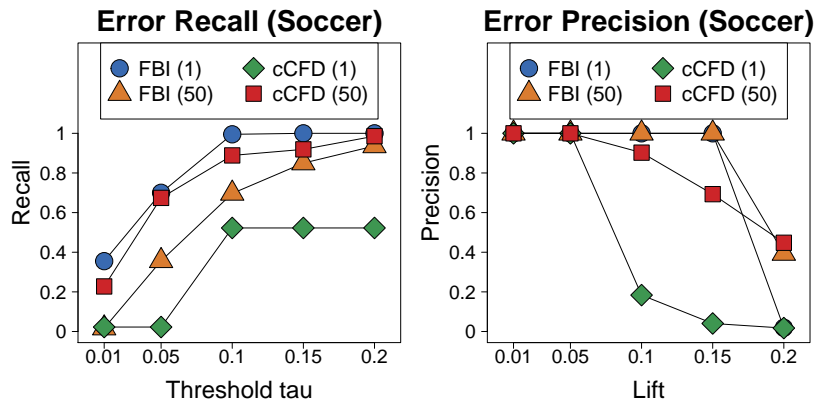 Error Recall (Soccer)
FBI (1)
cCFD (1)
FBI (50)
cCFD (50)
Recall
1
0.8
0.6
0.4
0.2
0
0.01
0.05
0.1
0.15
0.2
Threshold tau
Error Precision (Soccer)
FBI (1)
cCFD (1)
FBI (50)
cCFD (50)
Precision
1
0.8
0.6
0.4
0.2
0
0.01
0.05
0.1
0.15
0.2
Lift